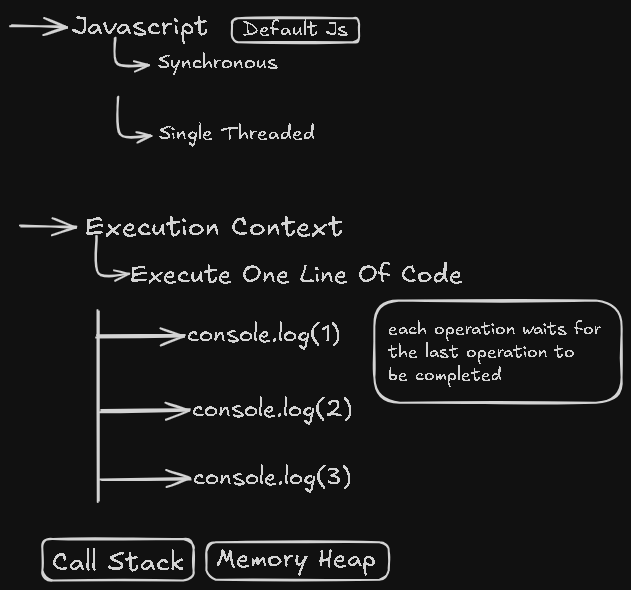 Javascript
Default Js
Synchronous
Single Threaded
Execution Context
Execute One Line Of Code
console.log(1)
each operation waits for
the last operation to
be completed
console.log(2)
console.log(3)
Call Stack
Memory Heap